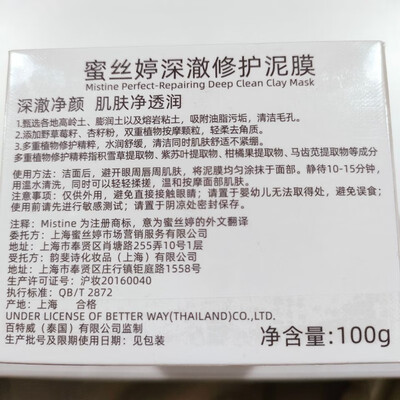 蜜丝婷深澈修护泥膜
Mistine Perfect-Repairing Deep Clean Clay Mask
深澈净颜 肌肤净透润
1.甄选各地高岭土、膨润土以及熔岩粘土，吸附油脂污垢，清洁毛孔。
2.添加野草莓籽、杏籽粉，双重植物按摩颗粒，轻柔去角质。
3.多重植物修护精粹，水润舒缓，清洁同时肌肤舒适不紧绷。
多重植物修护精粹指积雪草提取物、紫苏叶提取物、柑橘果提取物、马齿苋提取物等成分
使用方法：洁面后，避开眼周唇周肌肤，将泥膜均匀涂抹于面部。静待10-15分钟，
用温水清洗，同时可以轻轻揉搓，温和按摩面部肌肤。
注意事项：仅供外用，避免直接接触眼睛；请置于婴幼儿无法取得处，避免误食；
使用前请先进行敏感测试；请置于阴凉处密封保存。
注释：Mistine 为注册商标，意为蜜丝婷的外文翻译
委托方：上海蜜丝婷市场营销服务有限公司
地址：上海市奉贤区肖塘路255弄10号1层
受托方：韵斐诗化妆品（上海）有限公司
地址：上海市奉贤区庄行镇钜庭路1558号
生产许可证号：沪妆20160040
执行标准：QB/T 2872
产地：上海 合格
UNDER LICENSE OF BETTER WAY(THAILAND)CO.,LTD.
百特威（泰国）有限公司监制
生产批号及限期使用日期：见包装
净含量:100g